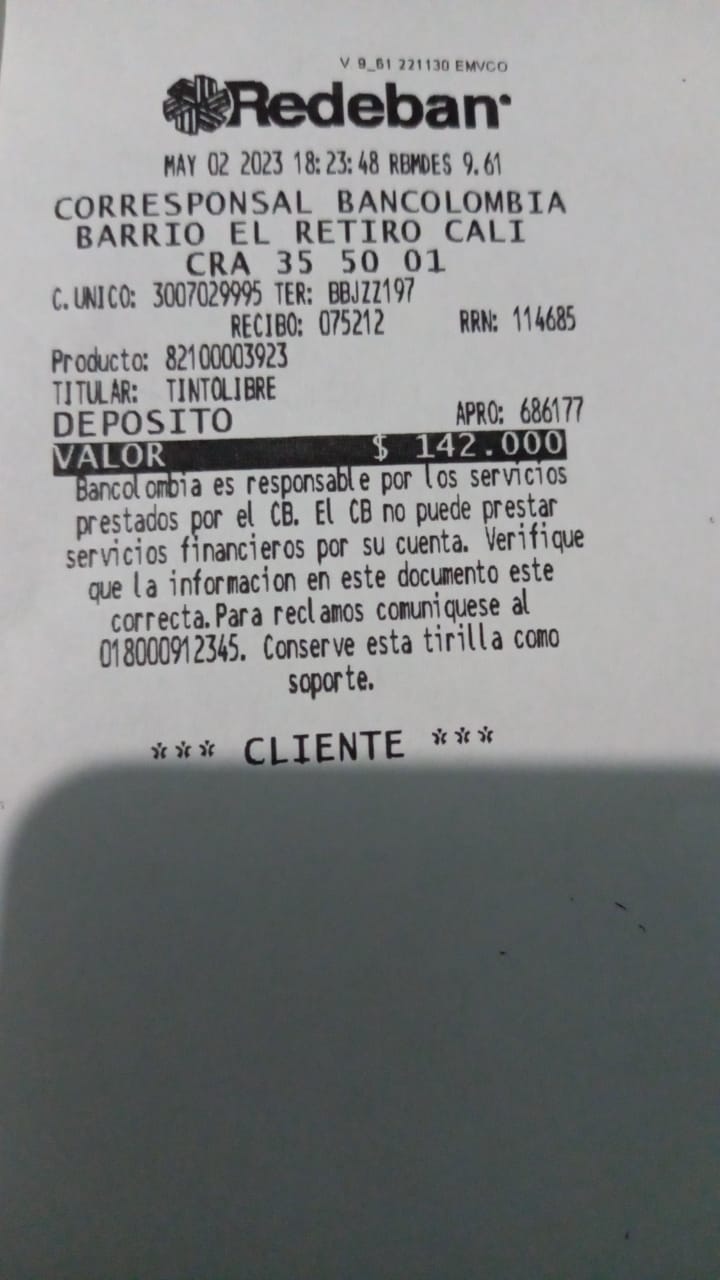 V 9_61 221130 EMVCO
Redeban
MAY 02 2023 18:23:48 RBMDES 9.61
CORRESPONSAL BANCOLOMBIA
BARRIO EL RETIRO CALI
CRA 35 50 01
C.UNICO: 3007029995 TER: BBJZZ197
RECIBO: 075212 RRN: 114685
Producto: 82100003923
TITULAR: TINTOLIBRE
DEPOSITO APRO: 686177
VALOR $ 142.000
Bancolombia es responsable por los servicios
prestados por el CB. El CB no puede prestar
servicios financieros por su cuenta. Verifique
que la informacion en este documento este
correcta.Para reclamos comuniquese al
018000912345. Conserve esta tirilla como
soporte.
*** CLIENTE ***